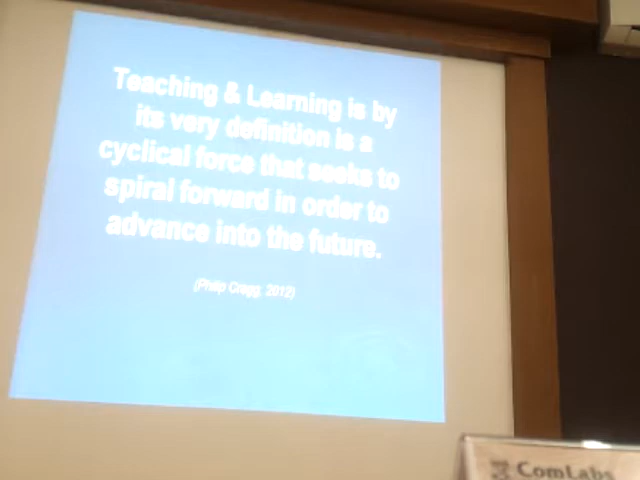 Teaching & Learning is by
its very definition is a
cyclical force that seeks to
spiral forward in order to
advance into the future.
(Philip Cragg, 2012)
ComLabs